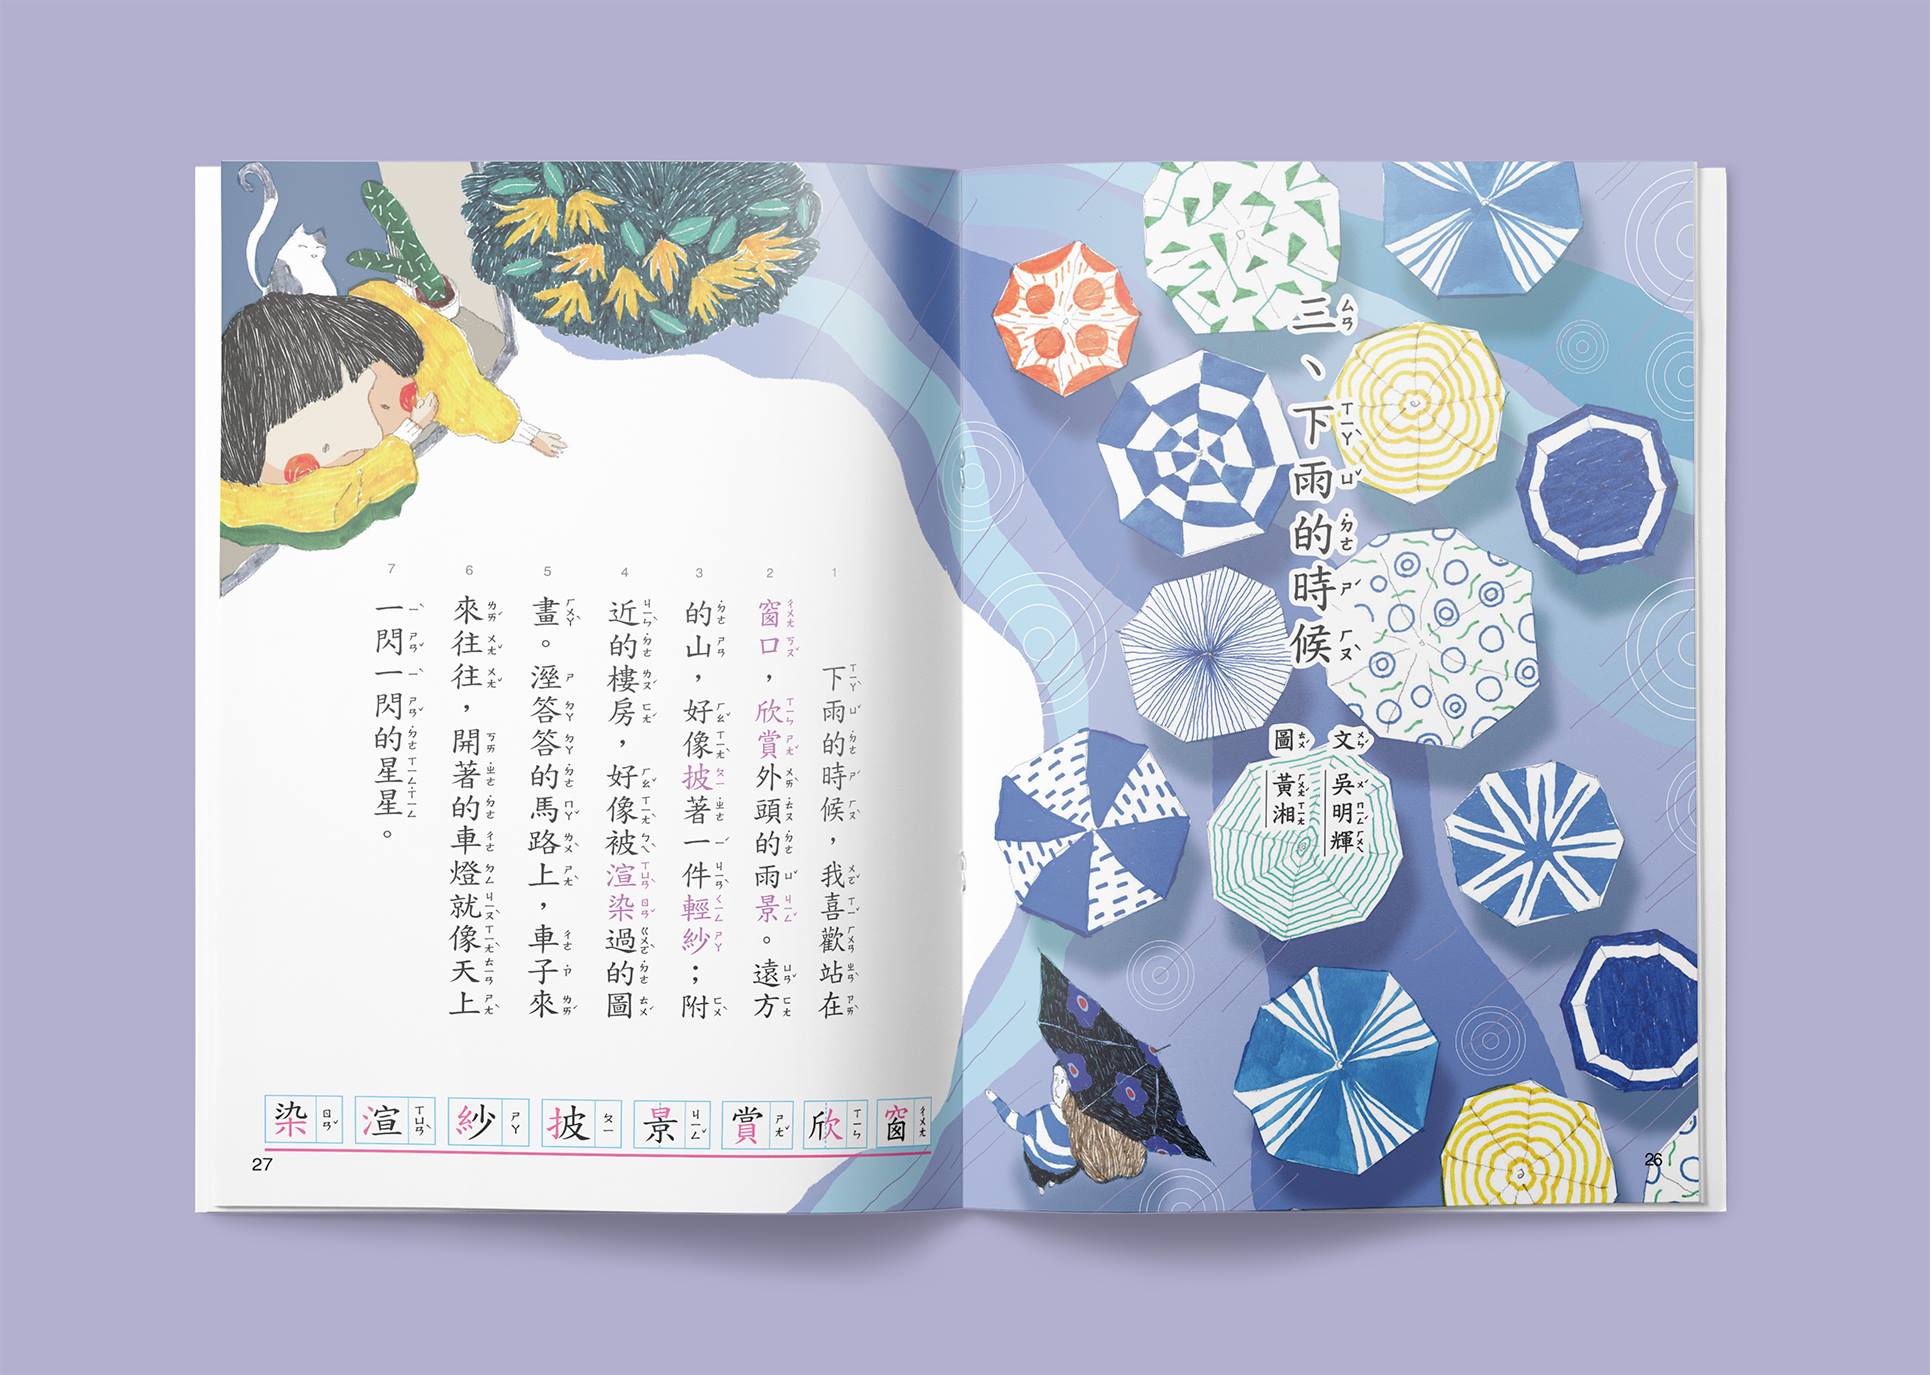 三、下雨的時候
文 吳明輝
圖 黃湘
26
1 下雨的時候，我喜歡站在
2 窗口，欣賞外頭的雨景。遠方
3 的山，好像披著一件輕紗；附
4 近的樓房，好像被渲染過的圖
5 畫。溼答答的馬路上，車子來
6 來往往，開著的車燈就像天上
7 一閃一閃的星星。
窗 欣 賞 景 披 紗 渲 染
27